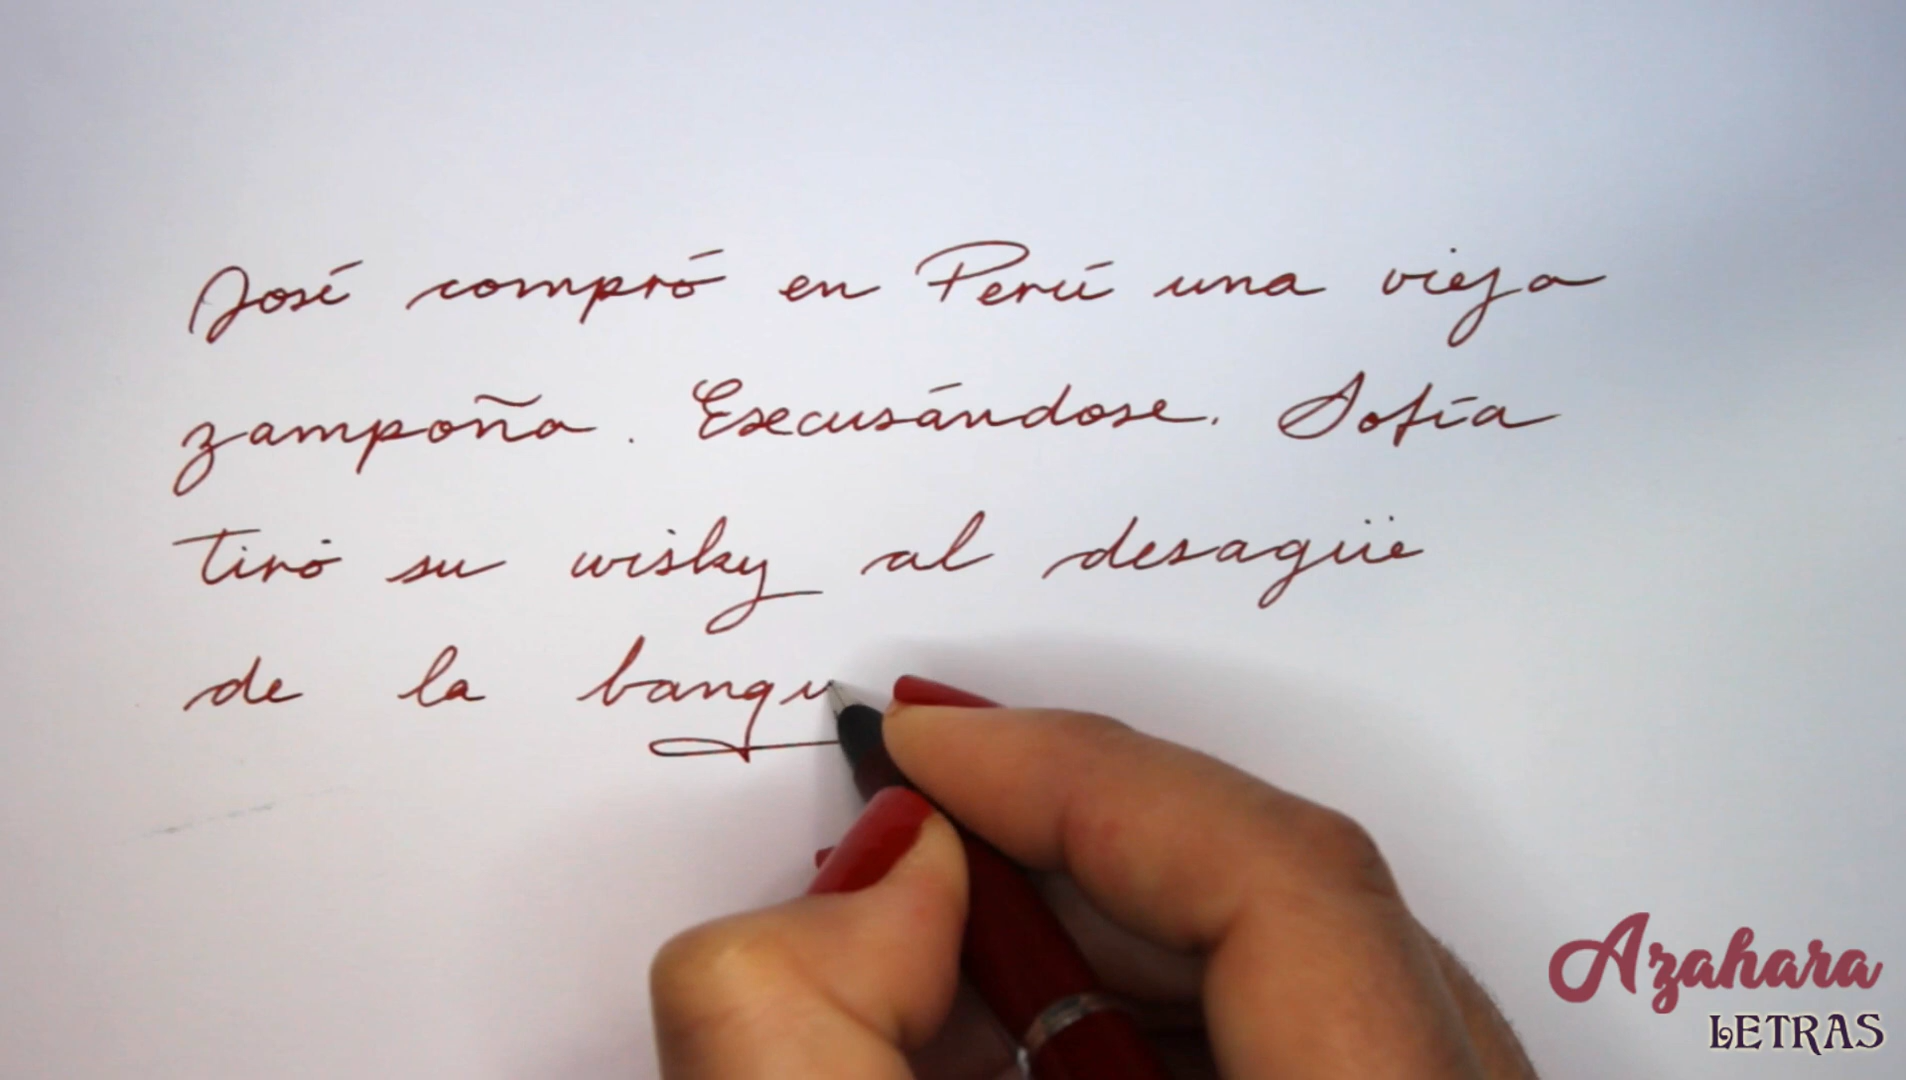 José compró en Perú una vieja
zampoña. Excusándose, Sofía
tiró su wisky al desagüe
de la banqu
Azahara
LETRAS